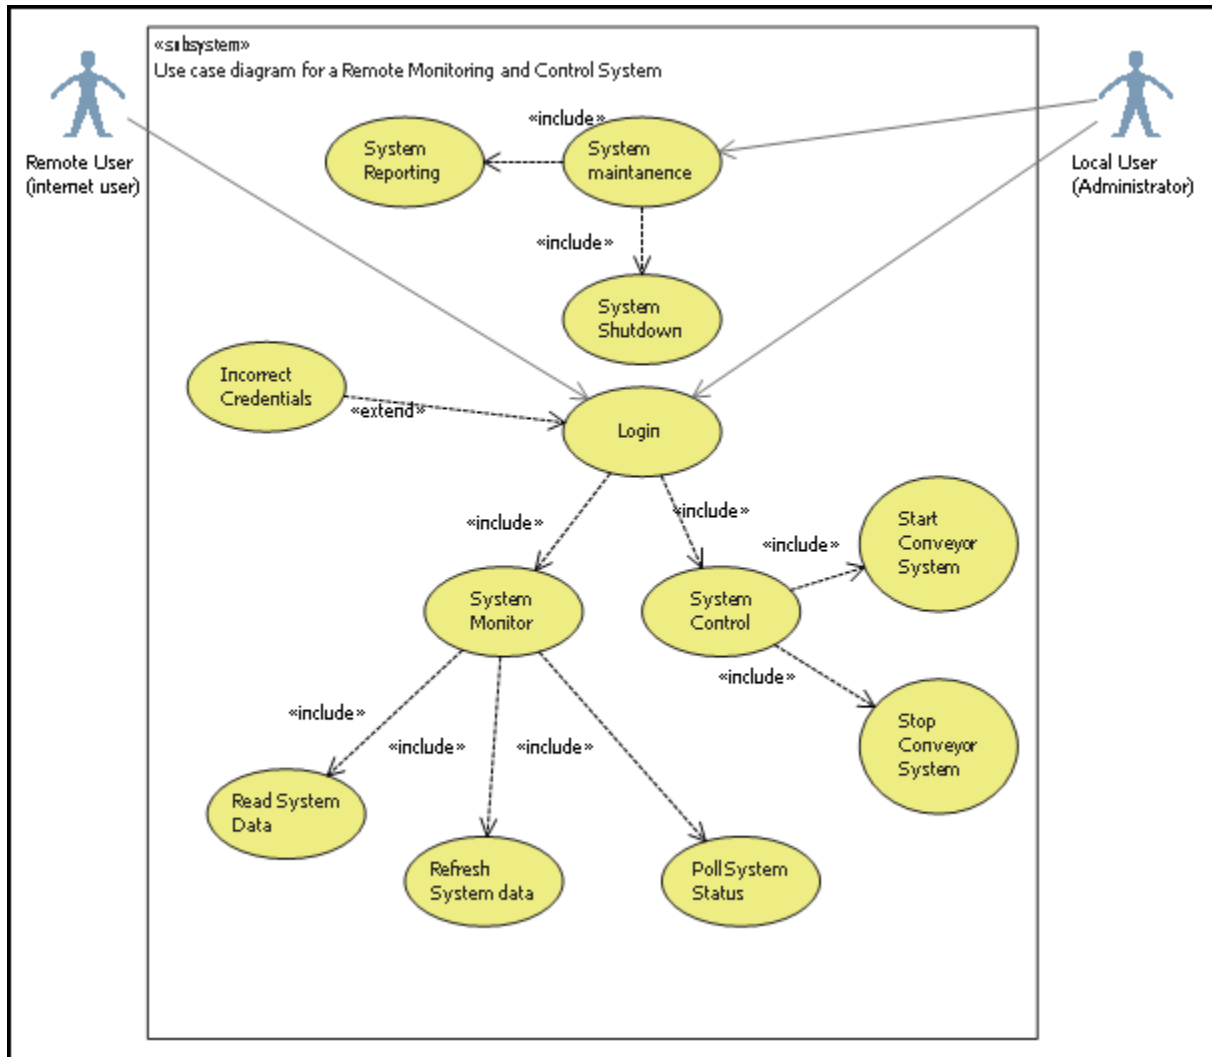 «subsystem»
Use case diagram for a Remote Monitoring and Control System
Remote User
(internet user)
Local User
(Administrator)
«include»
System
Reporting
System
maintanence
«include»
System
Shutdown
Incorrect
Credentials
«extend»
Login
«include»
«include»
«include»
Start
Conveyor
System
System
Monitor
System
Control
«include»
Stop
Conveyor
System
«include»
«include»
«include»
Read System
Data
Refresh
System data
Poll System
Status